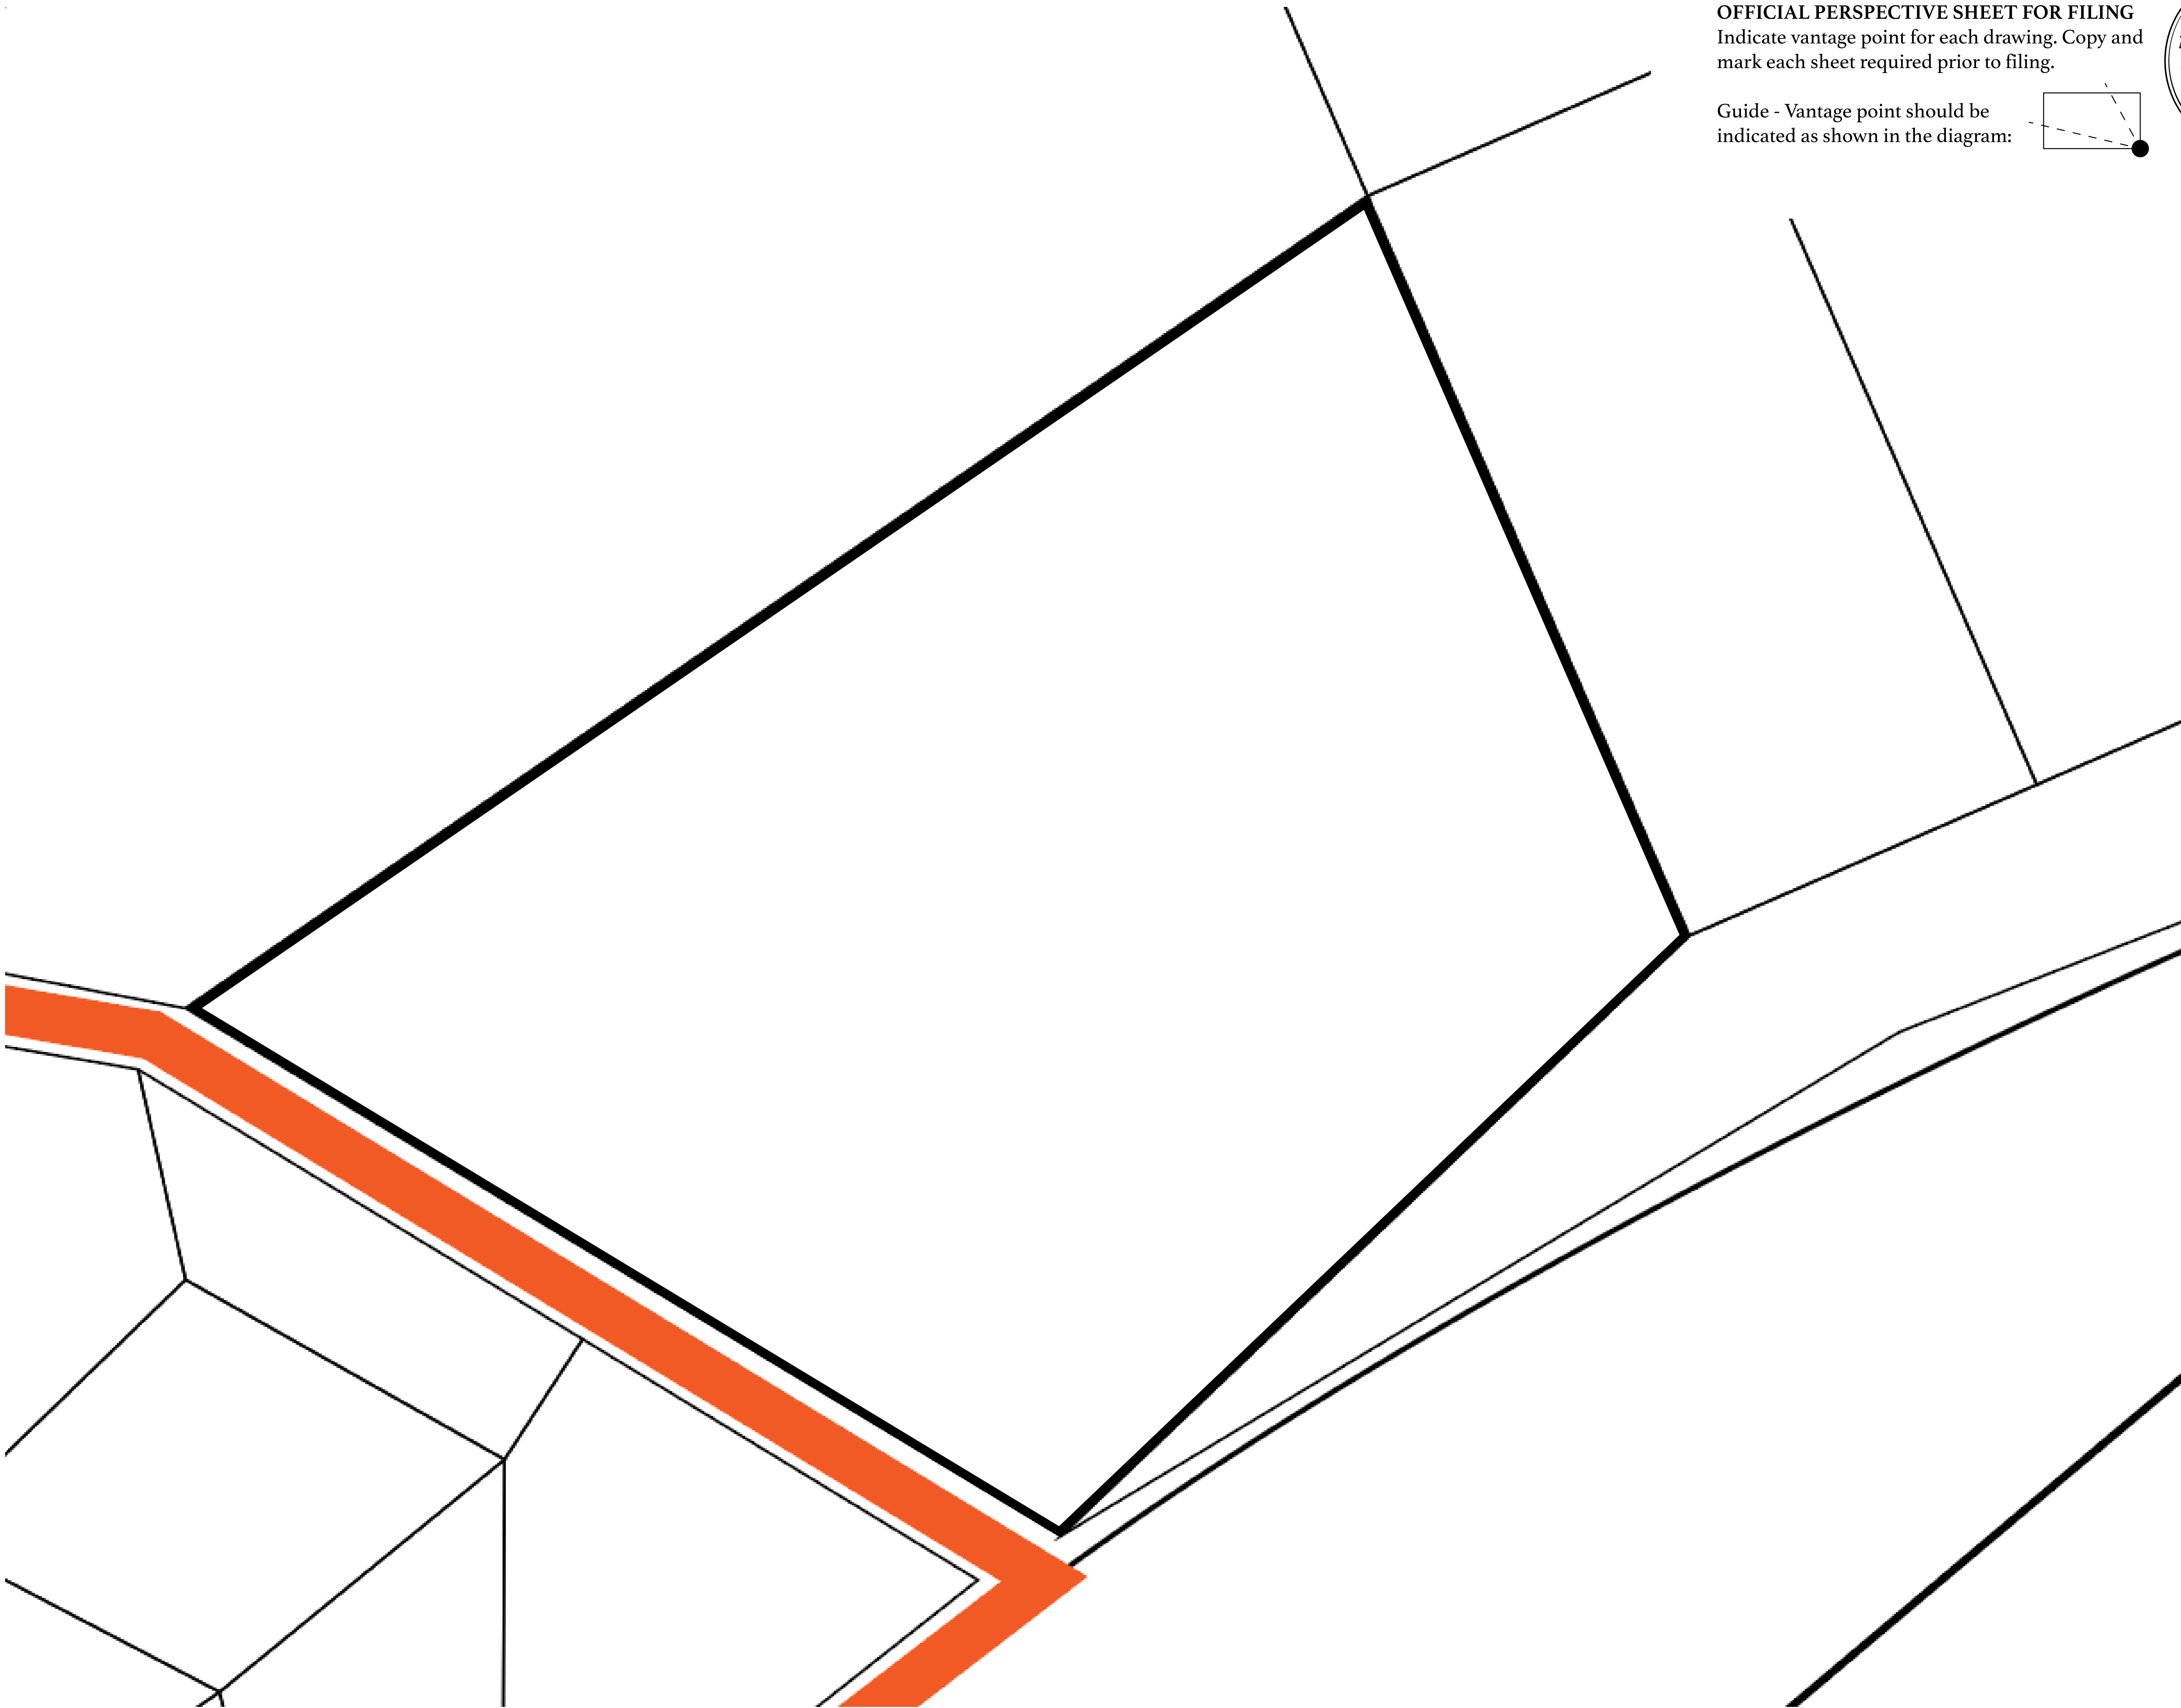 OFFICIAL PERSPECTIVE SHEET FOR FILING
Indicate vantage point for each drawing. Copy and
mark each sheet required prior to filing.
Guide - Vantage point should be
indicated as shown in the diagram: